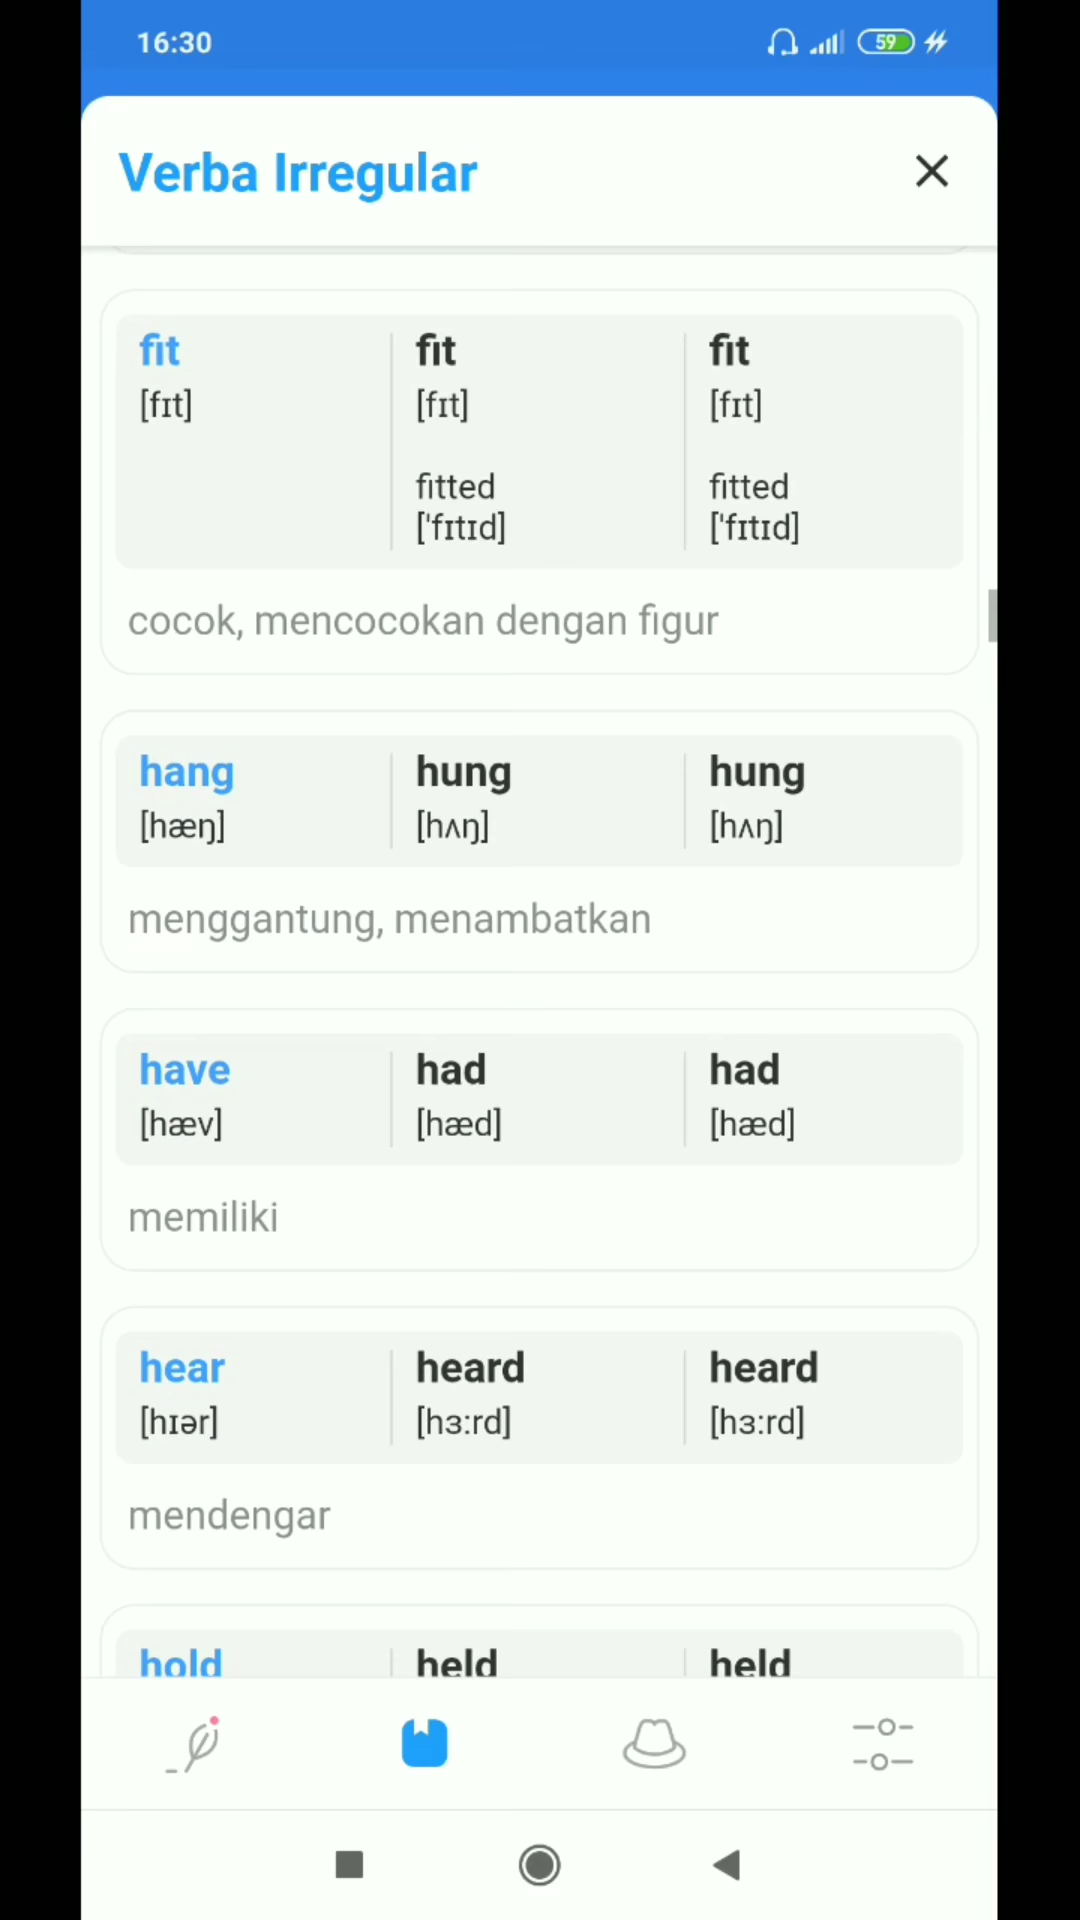 16:30
59
Verba Irregular
fit fit fit
[fɪt] [fɪt] [fɪt]
fitted fitted
['fɪtɪd] ['fɪtɪd]
cocok, mencocokan dengan figur
hang hung hung
[hæŋ] [hʌŋ] [hʌŋ]
menggantung, menambatkan
have had had
[hæv] [hæd] [hæd]
memiliki
hear heard heard
[hɪər] [hɜ:rd] [hɜ:rd]
mendengar
hold held held